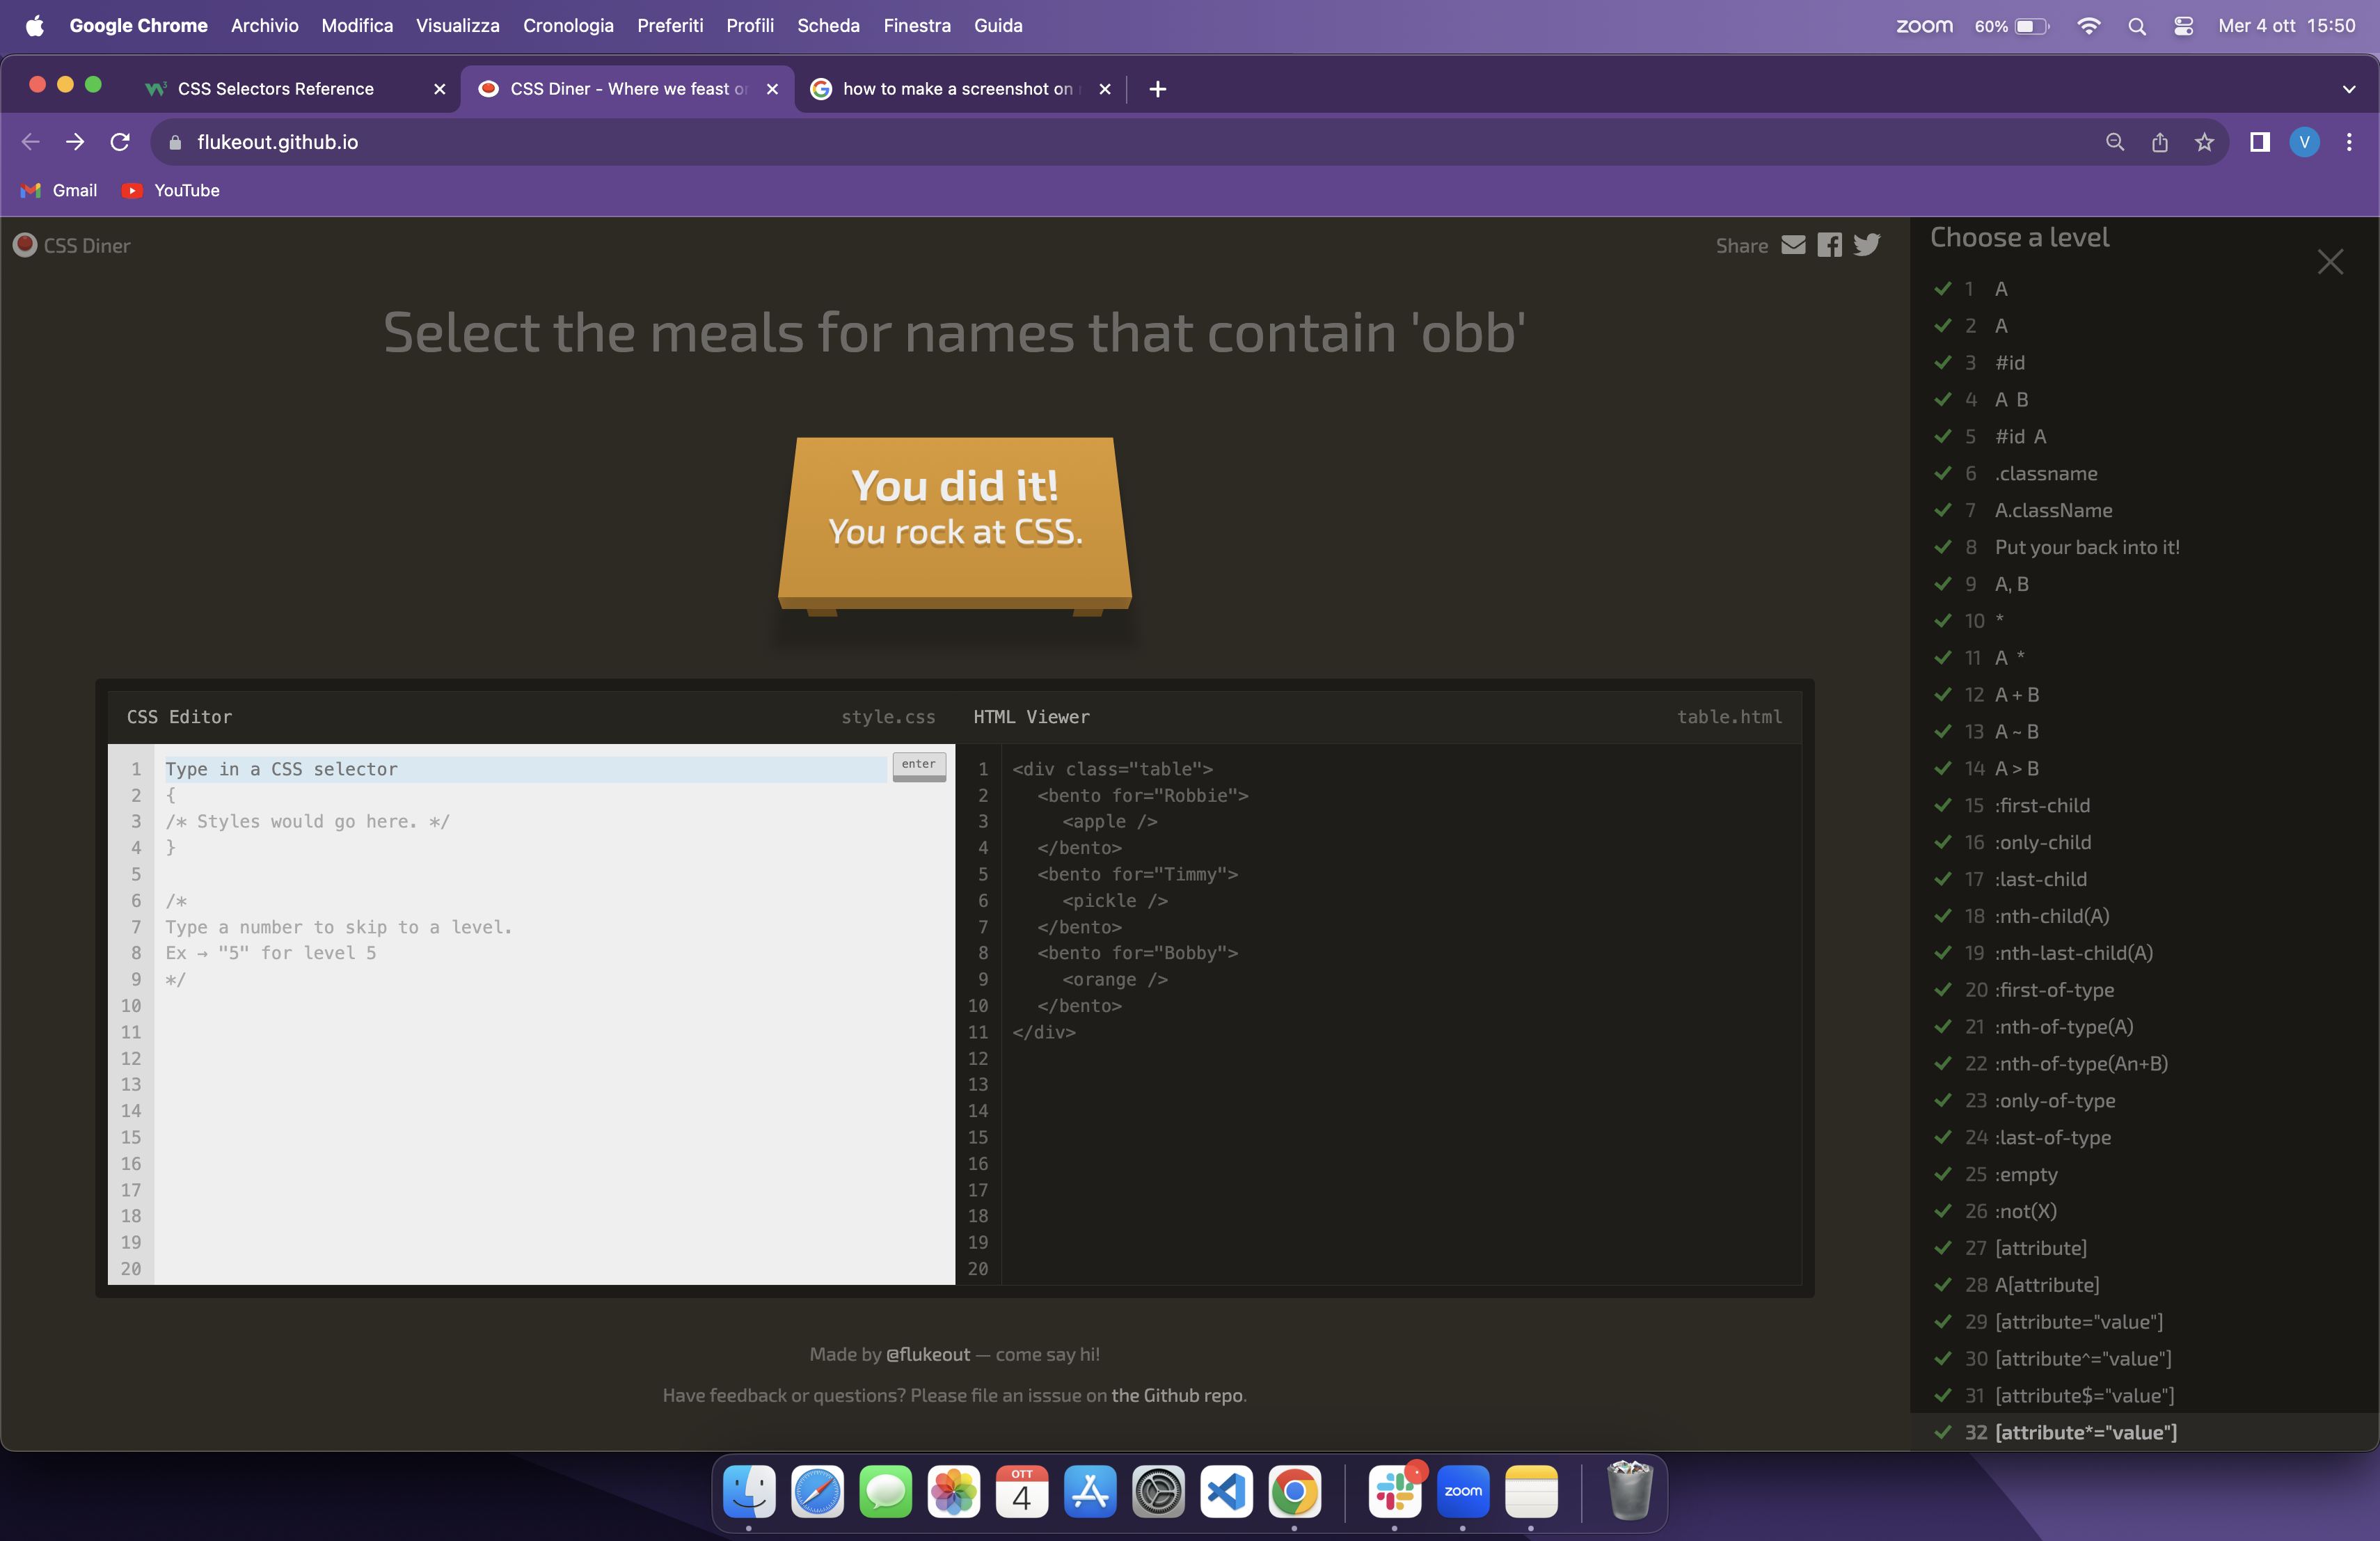 Google Chrome Archivio Modifica Visualizza Cronologia Preferiti Profili Scheda Finestra Guida zoom 60% Mer 4 ott 15:50
CSS Selectors Reference CSS Diner - Where we feast on how to make a screenshot on
flukeout.github.io V
Gmail YouTube
CSS Diner Share
Select the meals for names that contain 'obb'
You did it!
You rock at CSS.
CSS Editor style.css
1 Type in a CSS selector enter
2 {
3 /* Styles would go here. */
4 }
5
6 /*
7 Type a number to skip to a level.
8 Ex → "5" for level 5
9 */
10
11
12
13
14
15
16
17
18
19
20
HTML Viewer table.html
1 <div class="table">
2 <bento for="Robbie">
3 <apple />
4 </bento>
5 <bento for="Timmy">
6 <pickle />
7 </bento>
8 <bento for="Bobby">
9 <orange />
10 </bento>
11 </div>
12
13
14
15
16
17
18
19
20
Made by @flukeout — come say hi!
Have feedback or questions? Please file an isssue on the Github repo.
Choose a level
1 A
2 A
3 #id
4 A B
5 #id A
6 .classname
7 A.className
8 Put your back into it!
9 A, B
10 *
11 A *
12 A + B
13 A ~ B
14 A > B
15 :first-child
16 :only-child
17 :last-child
18 :nth-child(A)
19 :nth-last-child(A)
20 :first-of-type
21 :nth-of-type(A)
22 :nth-of-type(An+B)
23 :only-of-type
24 :last-of-type
25 :empty
26 :not(X)
27 [attribute]
28 A[attribute]
29 [attribute="value"]
30 [attribute^="value"]
31 [attribute$="value"]
32 [attribute*="value"]
OTT
4
zoom